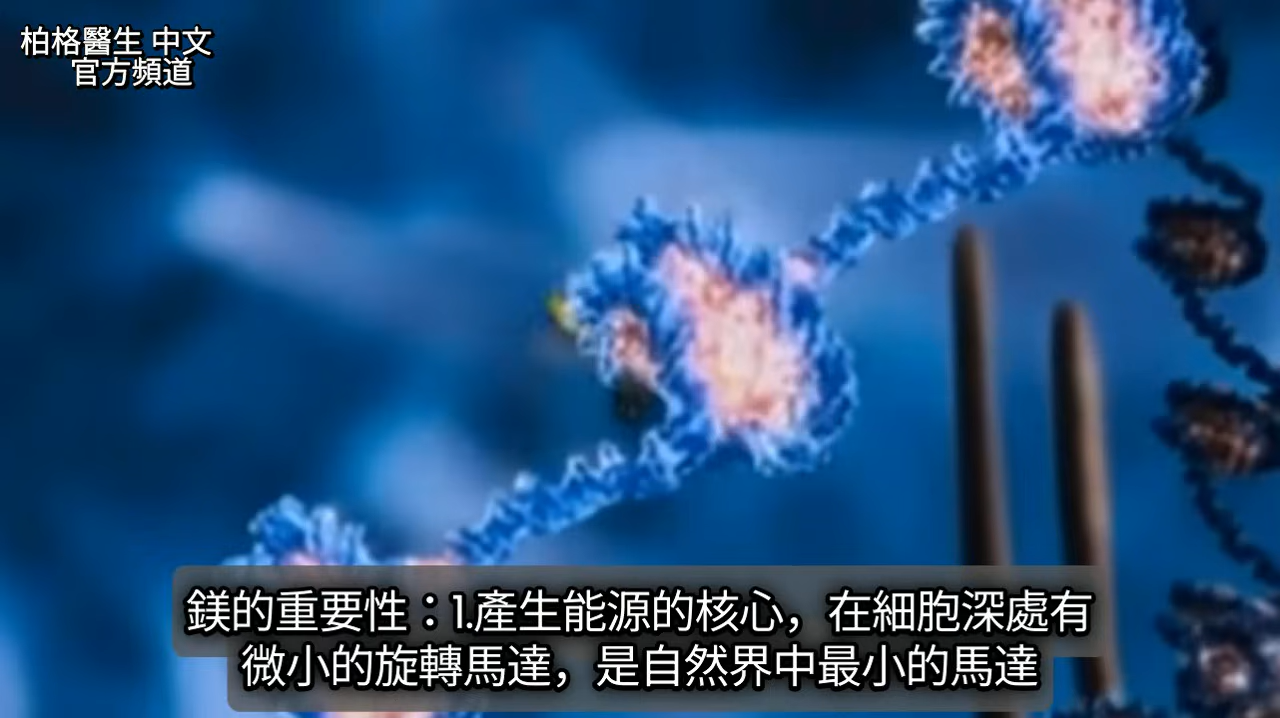 柏格醫生 中文
官方頻道
鎂的重要性：1.產生能源的核心，在細胞深處有
微小的旋轉馬達，是自然界中最小的馬達